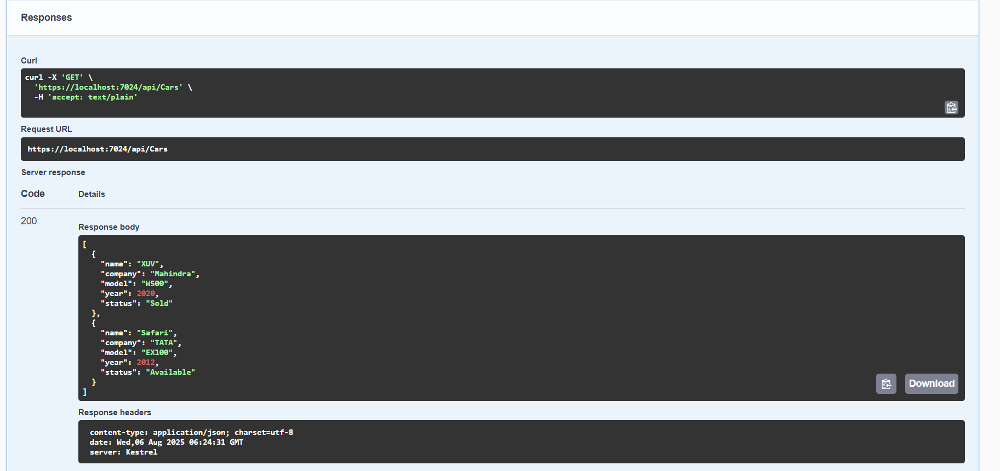 Responses
Curl
curl -X 'GET' \
  'https://localhost:7024/api/Cars' \
  -H 'accept: text/plain'
Request URL
https://localhost:7024/api/Cars
Server response
Code Details
200
Response body
[
  {
    "name": "XUV",
    "company": "Mahindra",
    "model": "W500",
    "year": 2020,
    "status": "Sold"
  },
  {
    "name": "Safari",
    "company": "TATA",
    "model": "EX100",
    "year": 2012,
    "status": "Available"
  }
]
Download
Response headers
content-type: application/json; charset=utf-8
date: Wed,06 Aug 2025 06:24:31 GMT
server: Kestrel